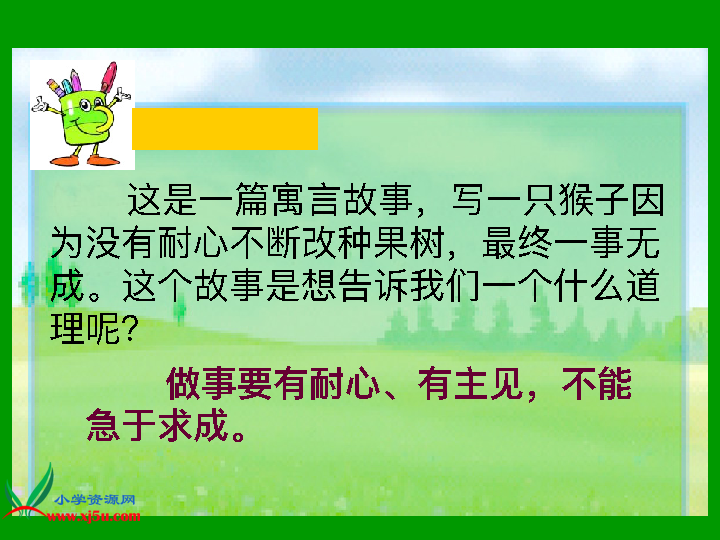 这是一篇寓言故事，写一只猴子因
为没有耐心不断改种果树，最终一事无
成。这个故事是想告诉我们一个什么道
理呢？
做事要有耐心、有主见，不能
急于求成。
小学资源网
www.xj5u.com